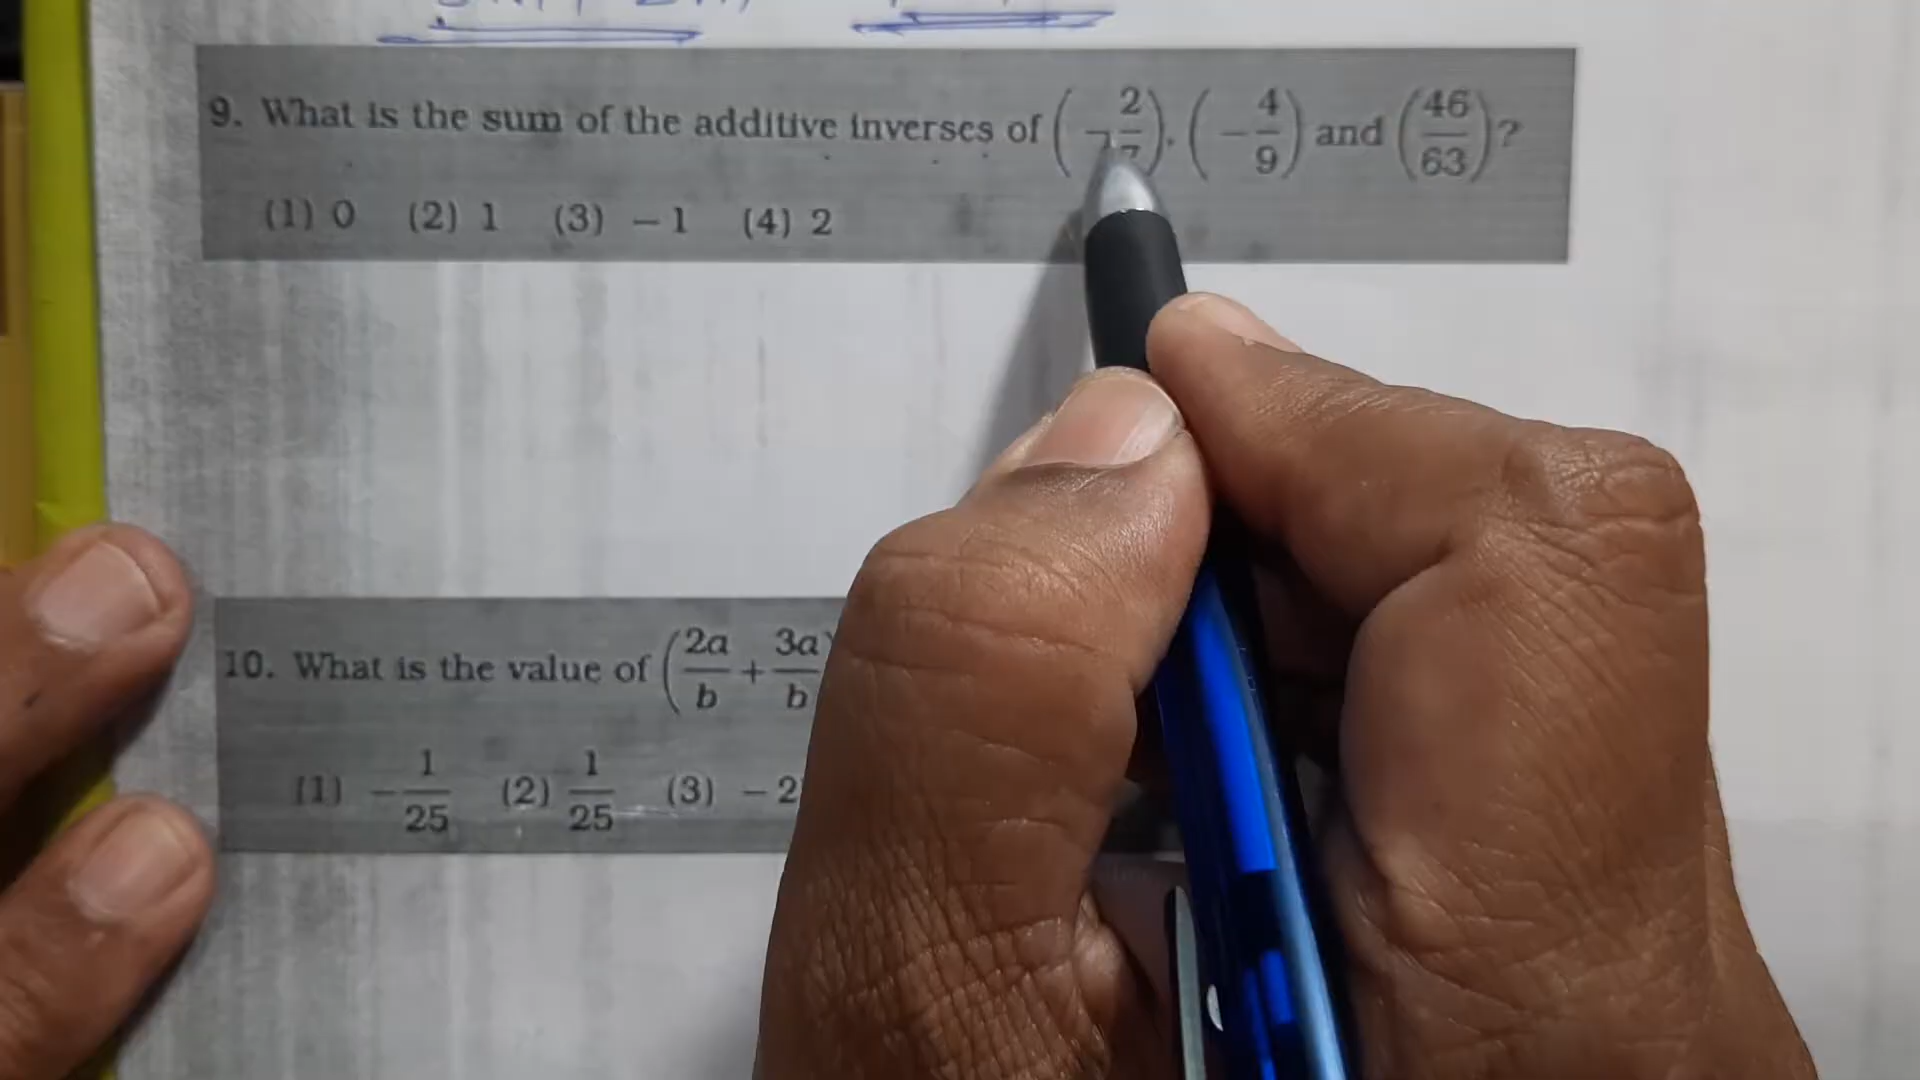 9. What is the sum of the additive inverses of (-2/7), (-4/9) and (46/63)?
(1) 0 (2) 1 (3) -1 (4) 2
10. What is the value of (2a/b + 3a/b
(1) -1/25 (2) 1/25 (3) -2